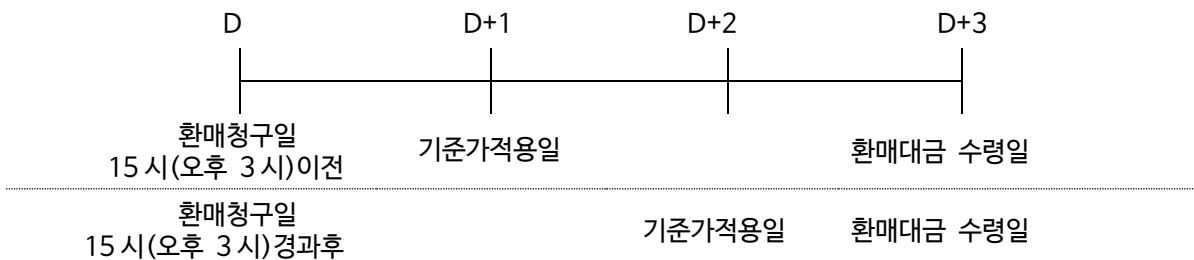 D D+1 D+2 D+3
환매청구일
15시(오후 3시)이전
기준가적용일
환매대금 수령일
환매청구일
15시(오후 3시)경과후
기준가적용일
환매대금 수령일